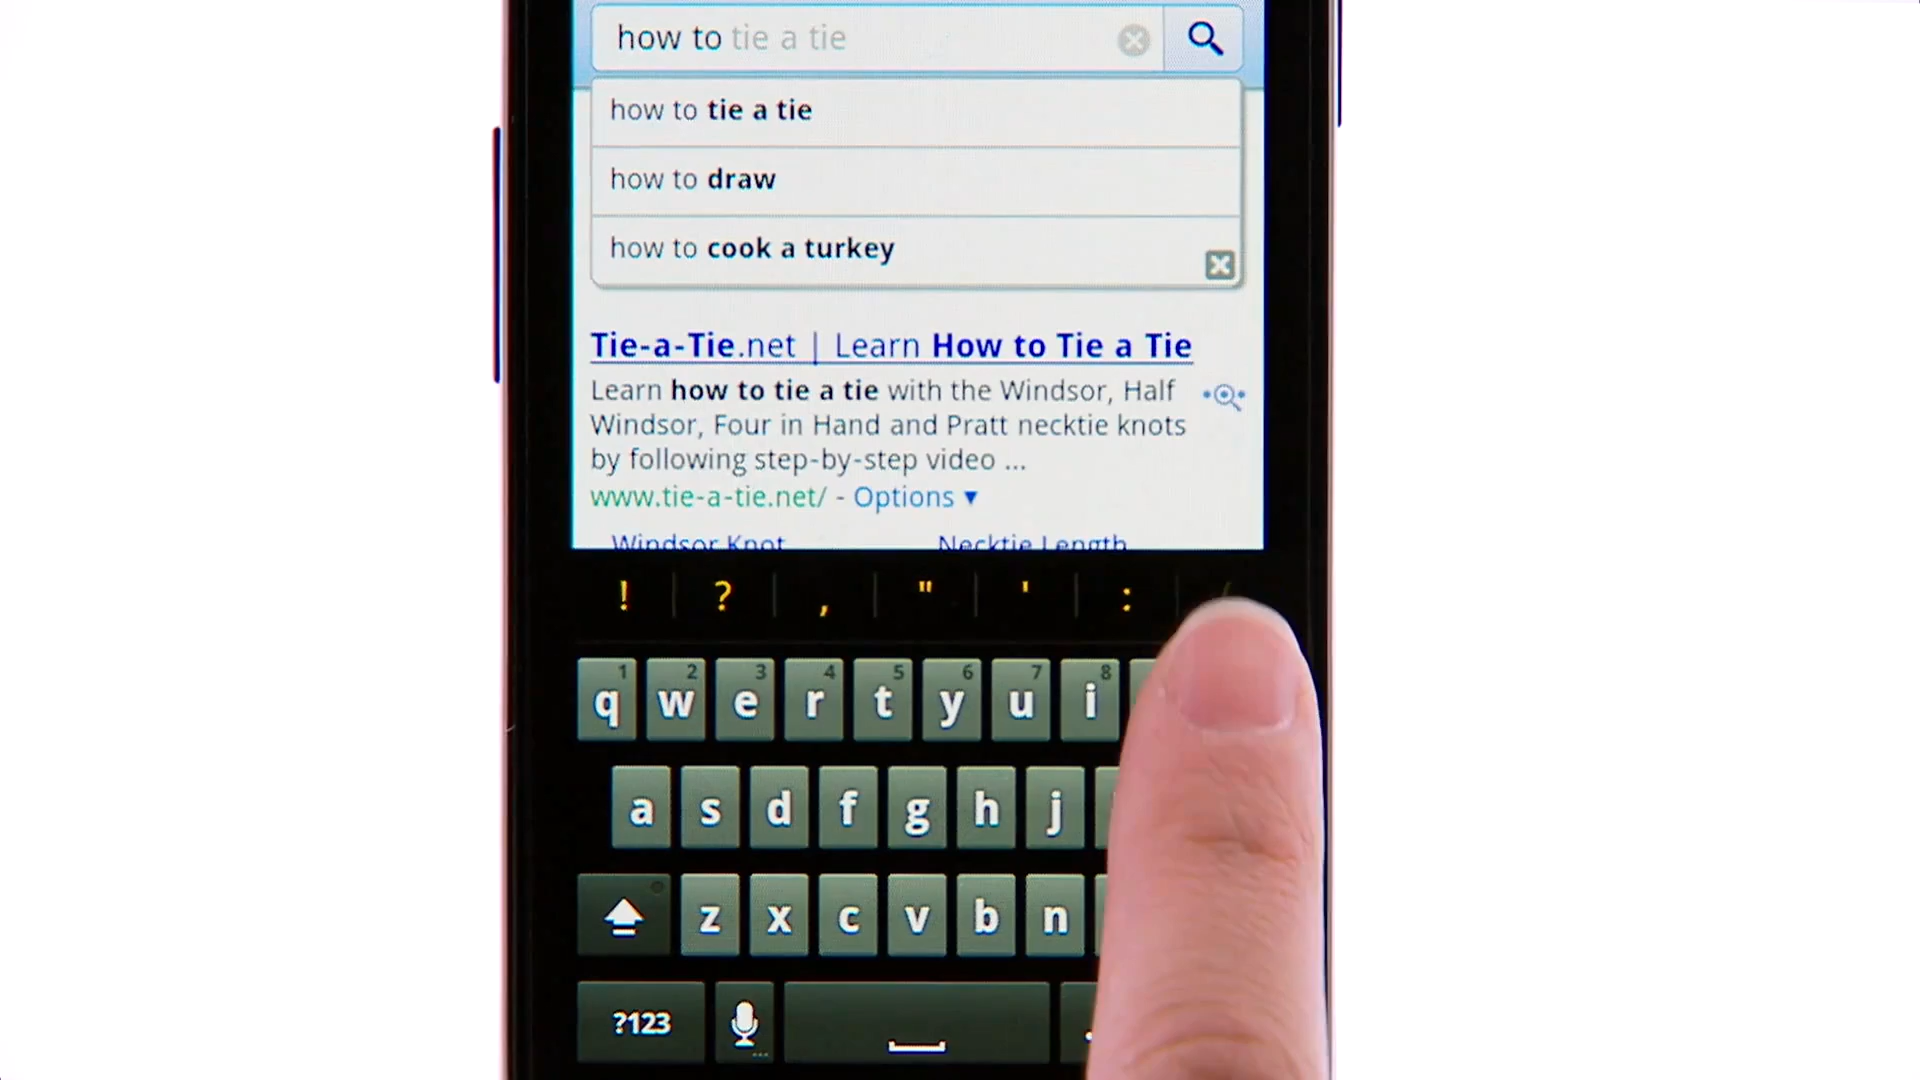 how to tie a tie
how to tie a tie
how to draw
how to cook a turkey
Tie-a-Tie.net | Learn How to Tie a Tie
Learn how to tie a tie with the Windsor, Half
Windsor, Four in Hand and Pratt necktie knots
by following step-by-step video ...
www.tie-a-tie.net/ - Options ▼
Windsor Knot Necktie Length
! ? , " ' :
1 2 3 4 5 6 7 8
q w e r t y u i
a s d f g h j
z x c v b n
?123 ...